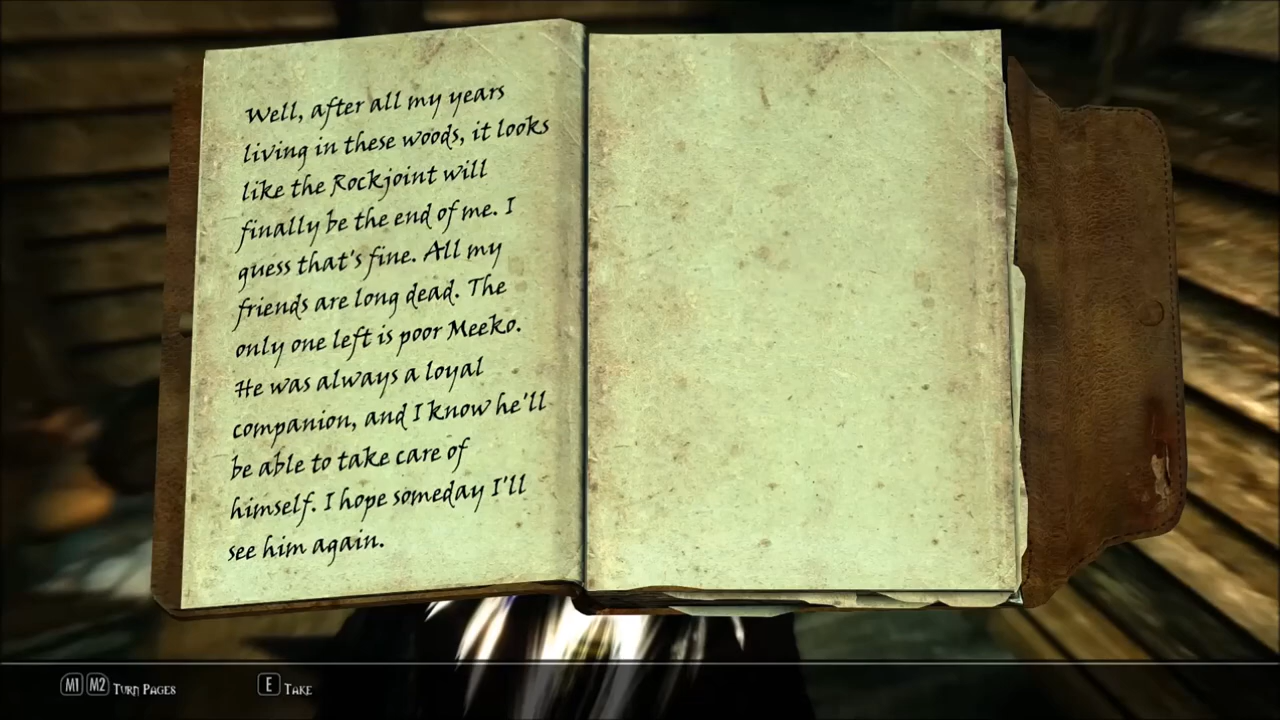 Well, after all my years
living in these woods, it looks
like the Rockjoint will
finally be the end of me. I
guess that's fine. All my
friends are long dead. The
only one left is poor Meeko.
He was always a loyal
companion, and I know he'll
be able to take care of
himself. I hope someday I'll
see him again.
M1 M2 Turn Pages E Take